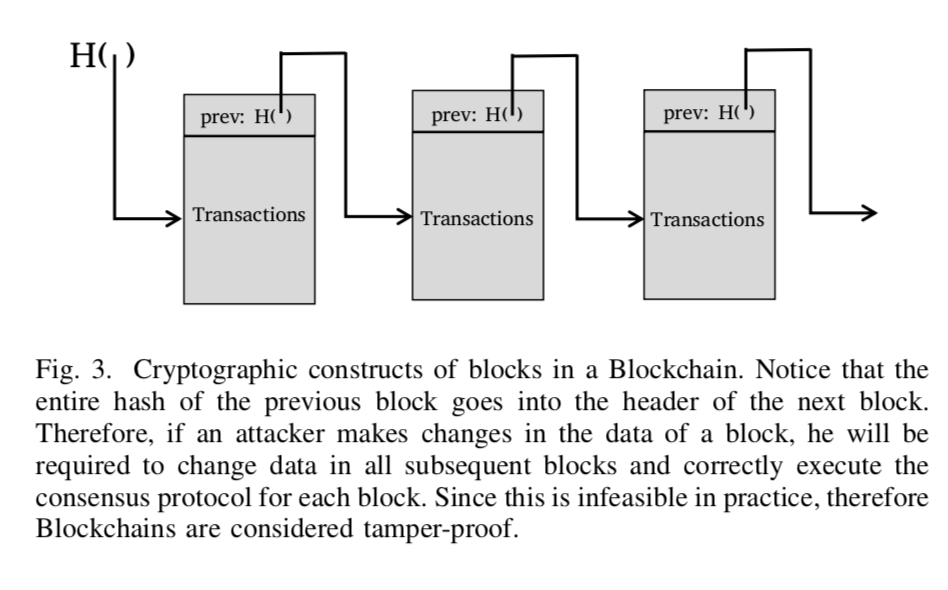 H( )
prev: H( )
prev: H( )
prev: H( )
Transactions
Transactions
Transactions
Fig. 3. Cryptographic constructs of blocks in a Blockchain. Notice that the
entire hash of the previous block goes into the header of the next block.
Therefore, if an attacker makes changes in the data of a block, he will be
required to change data in all subsequent blocks and correctly execute the
consensus protocol for each block. Since this is infeasible in practice, therefore
Blockchains are considered tamper-proof.